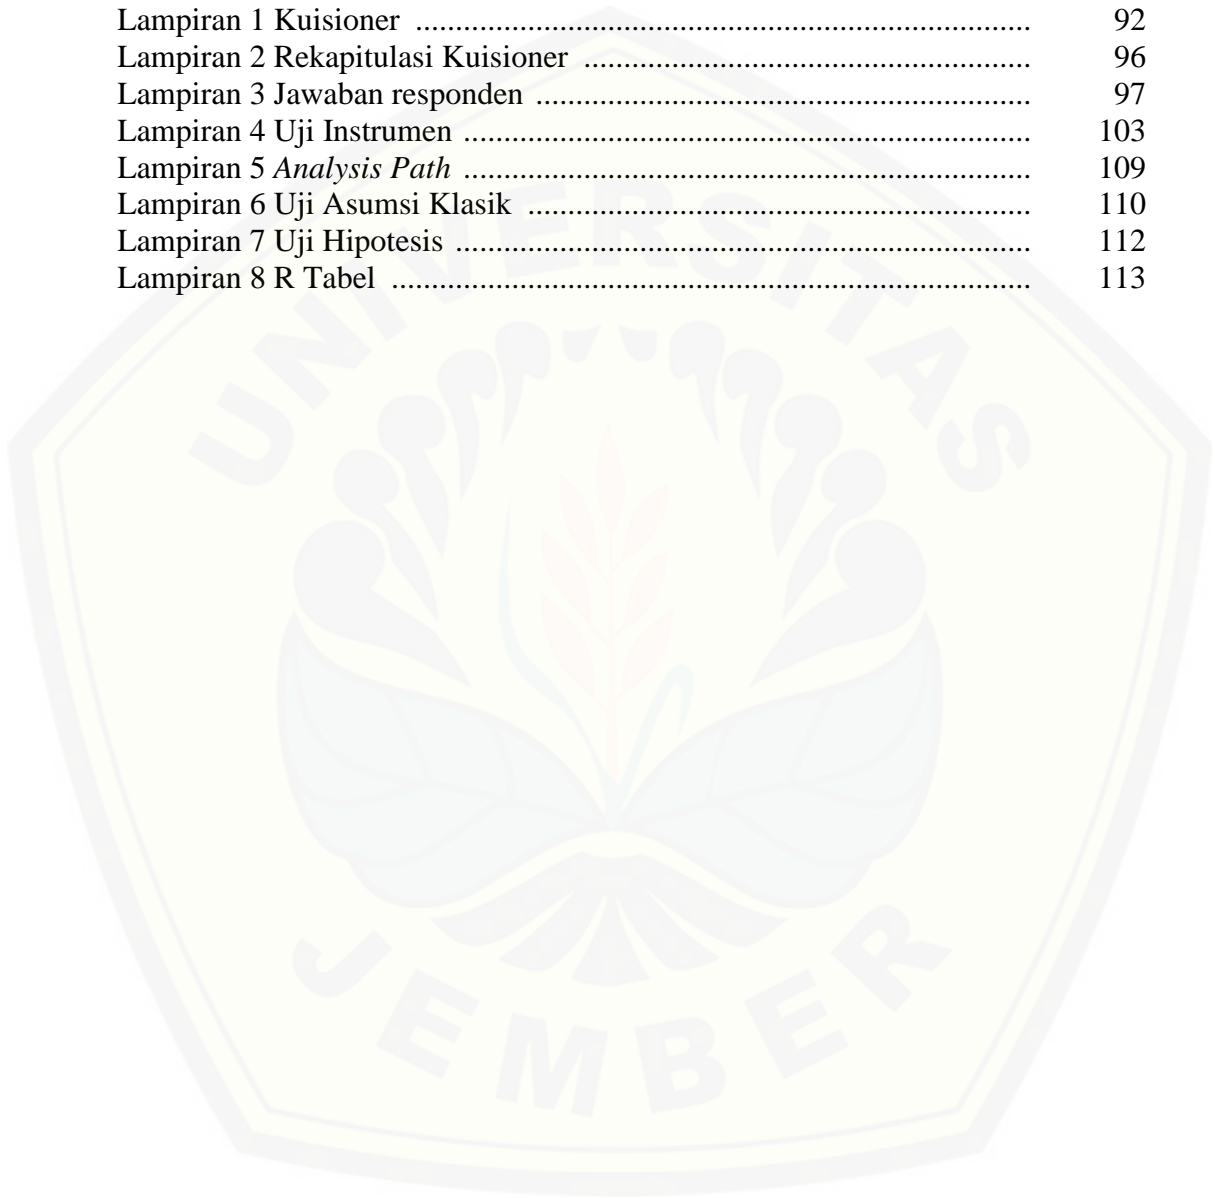 Lampiran 1 Kuisioner ............................................................................. 92
Lampiran 2 Rekapitulasi Kuisioner ........................................................ 96
Lampiran 3 Jawaban responden .............................................................. 97
Lampiran 4 Uji Instrumen ....................................................................... 103
Lampiran 5 Analysis Path ....................................................................... 109
Lampiran 6 Uji Asumsi Klasik ............................................................... 110
Lampiran 7 Uji Hipotesis ........................................................................ 112
Lampiran 8 R Tabel ................................................................................ 113
UNIVERSITAS
JEMBER